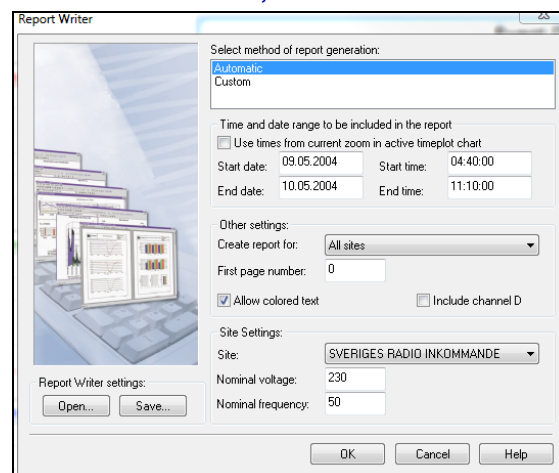 Report Writer
Select method of report generation:
Automatic
Custom
Time and date range to be included in the report
Use times from current zoom in active timeplot chart
Start date: 09.05.2004 Start time: 04:40:00
End date: 10.05.2004 End time: 11:10:00
Other settings:
Create report for: All sites
First page number: 0
Allow colored text Include channel D
Site Settings:
Site: SVERIGES RADIO INKOMMANDE
Nominal voltage: 230
Nominal frequency: 50
Report Writer settings:
Open... Save...
OK Cancel Help